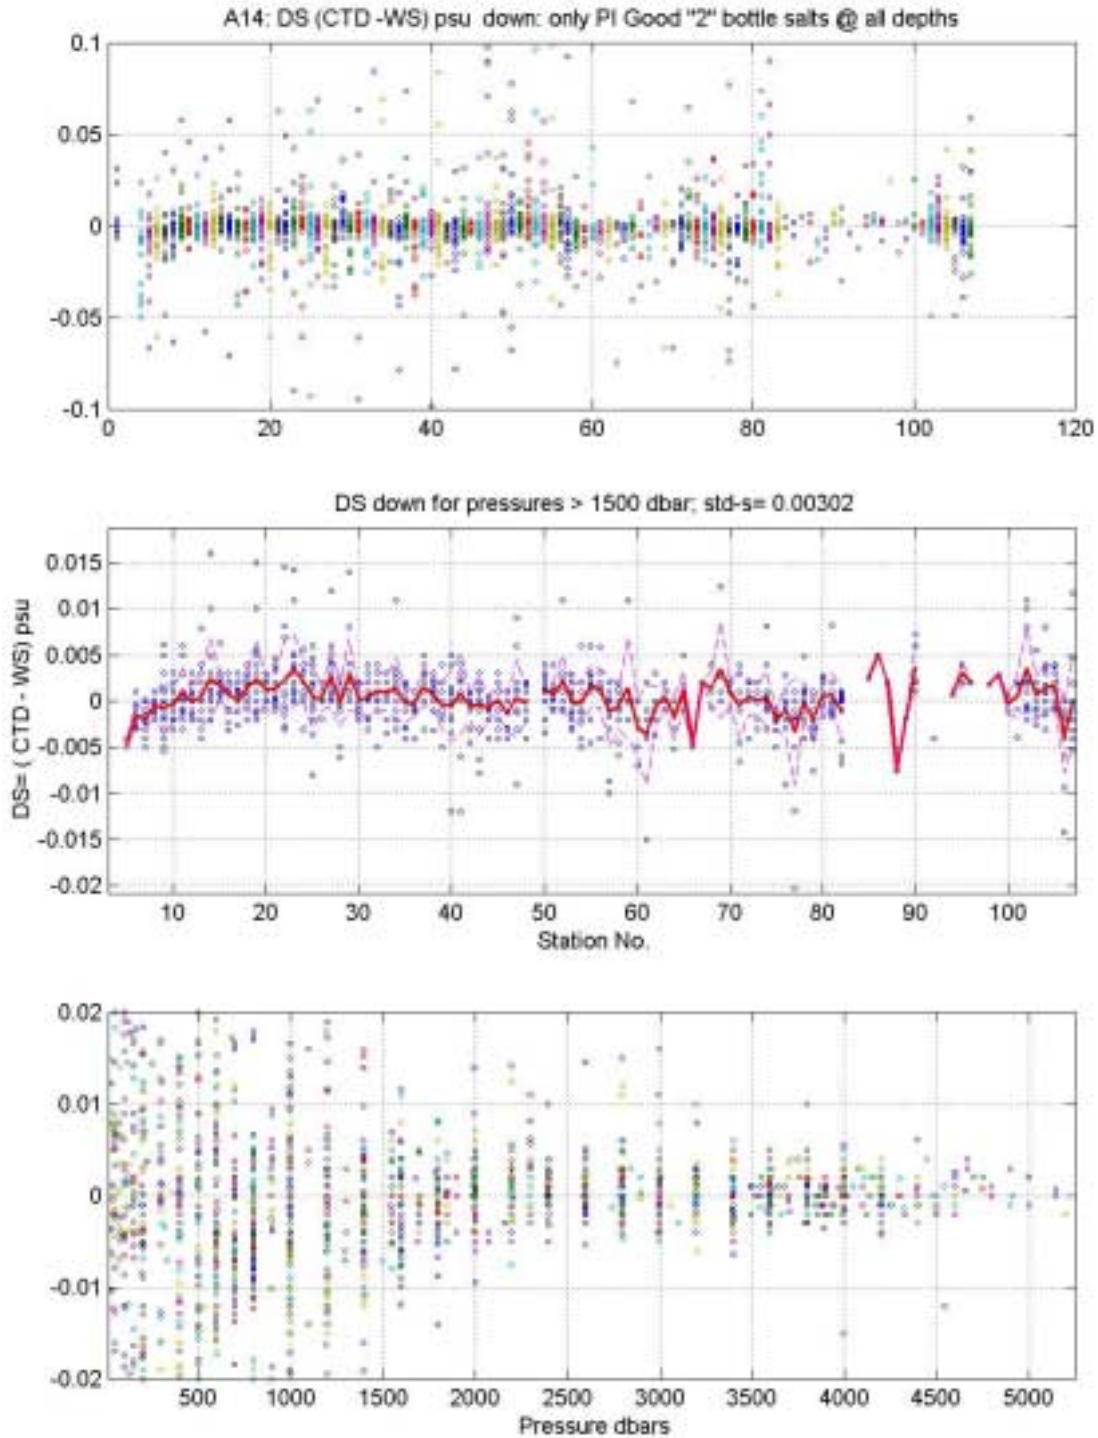 A14: DS (CTD -WS) psu down: only PI Good "2" bottle salts @ all depths
0.1
0.05
0
-0.05
-0.1
0 20 40 60 80 100 120
DS down for pressures > 1500 dbar; std-s= 0.00302
DS= ( CTD - WS) psu
0.015
0.01
0.005
0
-0.005
-0.01
-0.015
-0.02
10 20 30 40 50 60 70 80 90 100
Station No.
0.02
0.01
0
-0.01
-0.02
500 1000 1500 2000 2500 3000 3500 4000 4500 5000
Pressure dbars